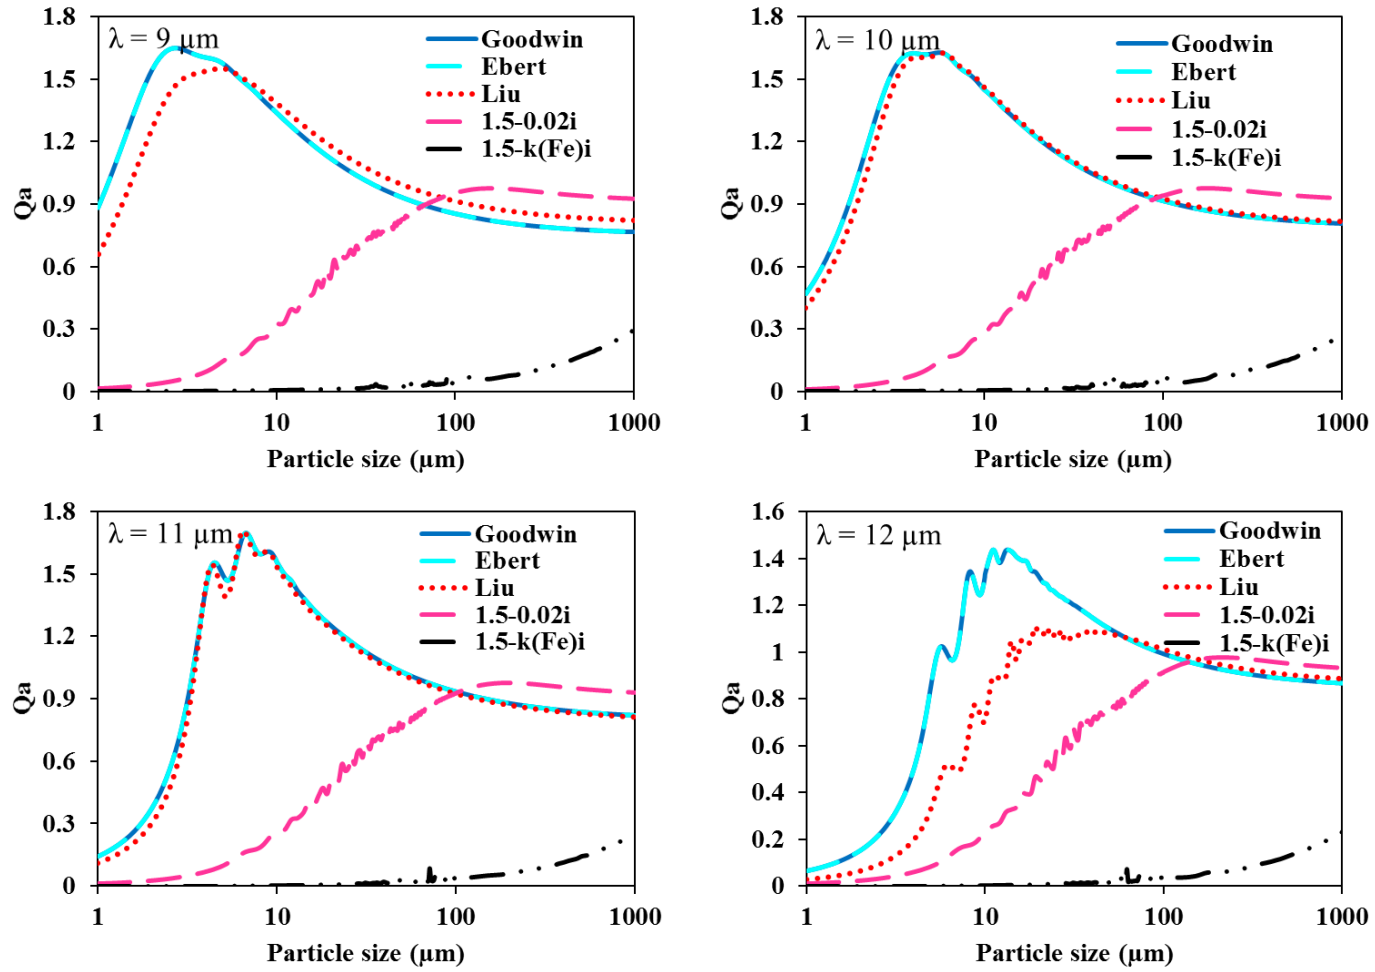 λ = 9 µm
Goodwin
Ebert
Liu
1.5-0.02i
1.5-k(Fe)i
Qa
1.8
1.5
1.2
0.9
0.6
0.3
0
1 10 100 1000
Particle size (µm)
λ = 10 µm
Goodwin
Ebert
Liu
1.5-0.02i
1.5-k(Fe)i
Qa
1.8
1.5
1.2
0.9
0.6
0.3
0
1 10 100 1000
Particle size (µm)
λ = 11 µm
Goodwin
Ebert
Liu
1.5-0.02i
1.5-k(Fe)i
Qa
1.8
1.5
1.2
0.9
0.6
0.3
0
1 10 100 1000
Particle size (µm)
λ = 12 µm
Goodwin
Ebert
Liu
1.5-0.02i
1.5-k(Fe)i
Qa
1.6
1.4
1.2
1
0.8
0.6
0.4
0.2
0
1 10 100 1000
Particle size (µm)